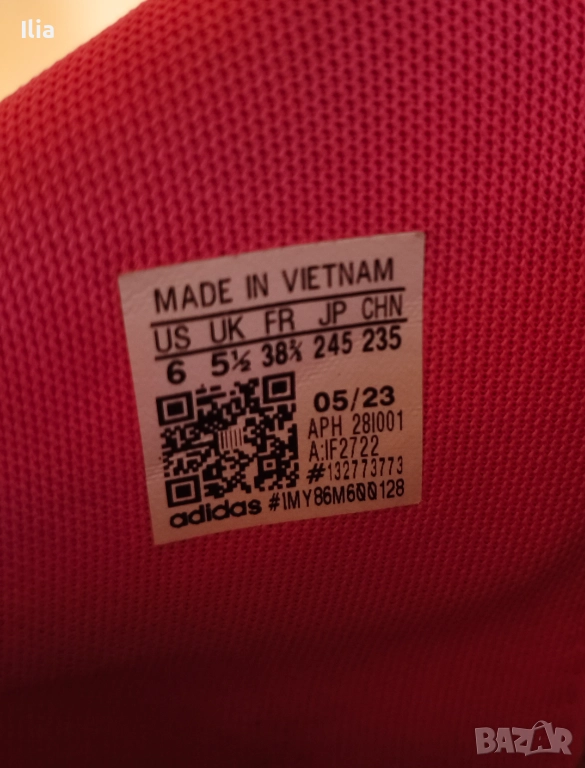 Ilia
MADE IN VIETNAM
US UK FR JP CHN
6 5½ 38⅔ 245 235
05/23
APH 28I001
A:IF2722
#132773773
adidas #1MY86M600128
BAZAR